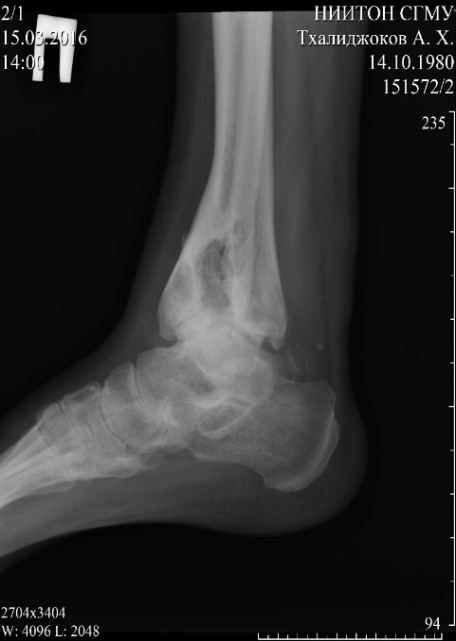 2/1
15.03.2016
14:00
П
НИИТОН СГМУ
Тхалиджоков А. Х.
14.10.1980
151572/2
235
2704x3404
W: 4096 L: 2048
94